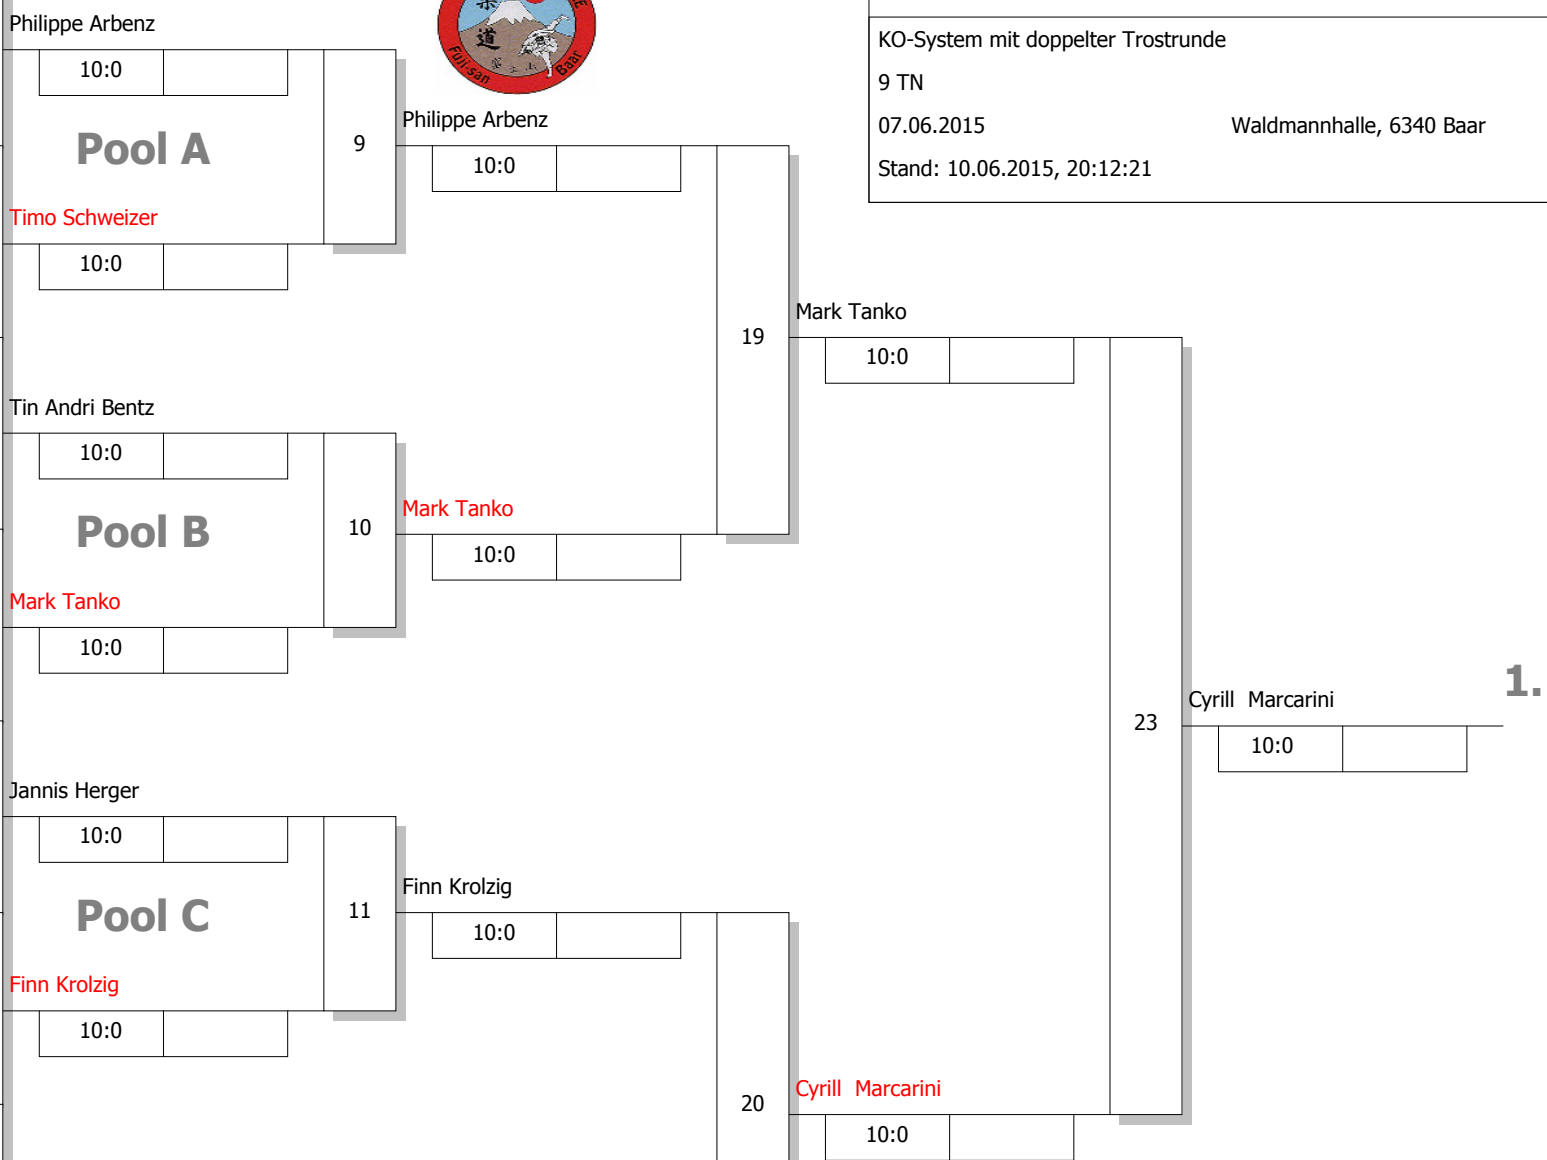 Philippe Arbenz
10:0
Pool A
9
Timo Schweizer
10:0
道
Fuji-san
Baar
KO-System mit doppelter Trostrunde
9 TN
07.06.2015 Waldmannhalle, 6340 Baar
Stand: 10.06.2015, 20:12:21
Philippe Arbenz
10:0
19
Mark Tanko
10:0
Tin Andri Bentz
10:0
Pool B
10
Mark Tanko
10:0
Mark Tanko
10:0
23
Cyrill Marcarini
1.
10:0
Jannis Herger
10:0
Pool C
11
Finn Krolzig
10:0
Finn Krolzig
10:0
20
Cyrill Marcarini
10:0